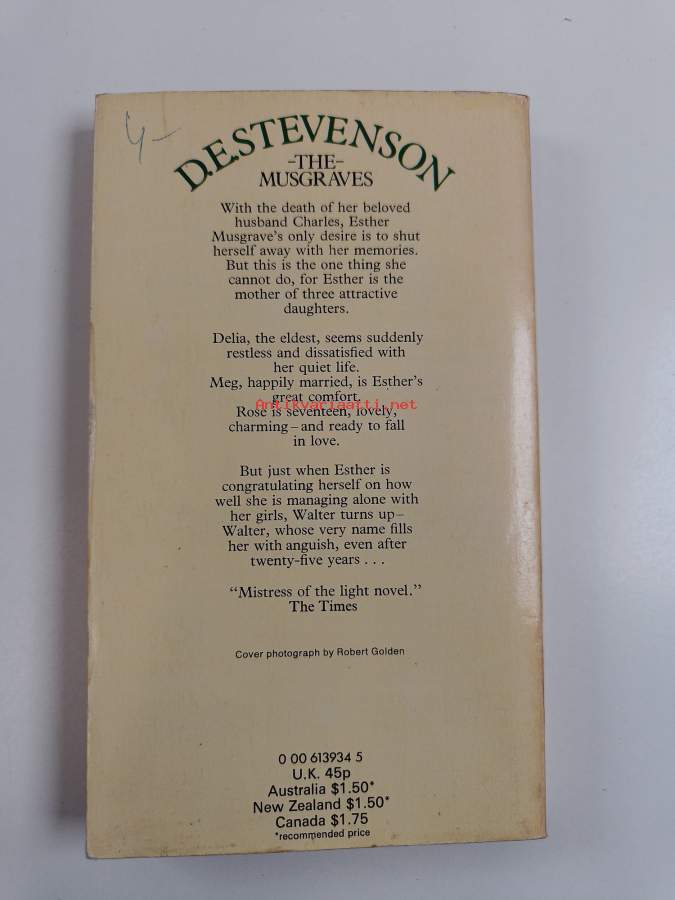 4-
D.E.STEVENSON
-THE-
MUSGRAVES
With the death of her beloved
husband Charles, Esther
Musgrave's only desire is to shut
herself away with her memories.
But this is the one thing she
cannot do, for Esther is the
mother of three attractive
daughters.
Delia, the eldest, seems suddenly
restless and dissatisfied with
her quiet life.
Meg, happily married, is Esther's
great comfort.
Antikvariaatti.net
Rose is seventeen, lovely,
charming – and ready to fall
in love.
But just when Esther is
congratulating herself on how
well she is managing alone with
her girls, Walter turns up –
Walter, whose very name fills
her with anguish, even after
twenty-five years . . .
“Mistress of the light novel.”
The Times
Cover photograph by Robert Golden
0 00 613934 5
U.K. 45p
Australia $1.50*
New Zealand $1.50*
Canada $1.75
*recommended price